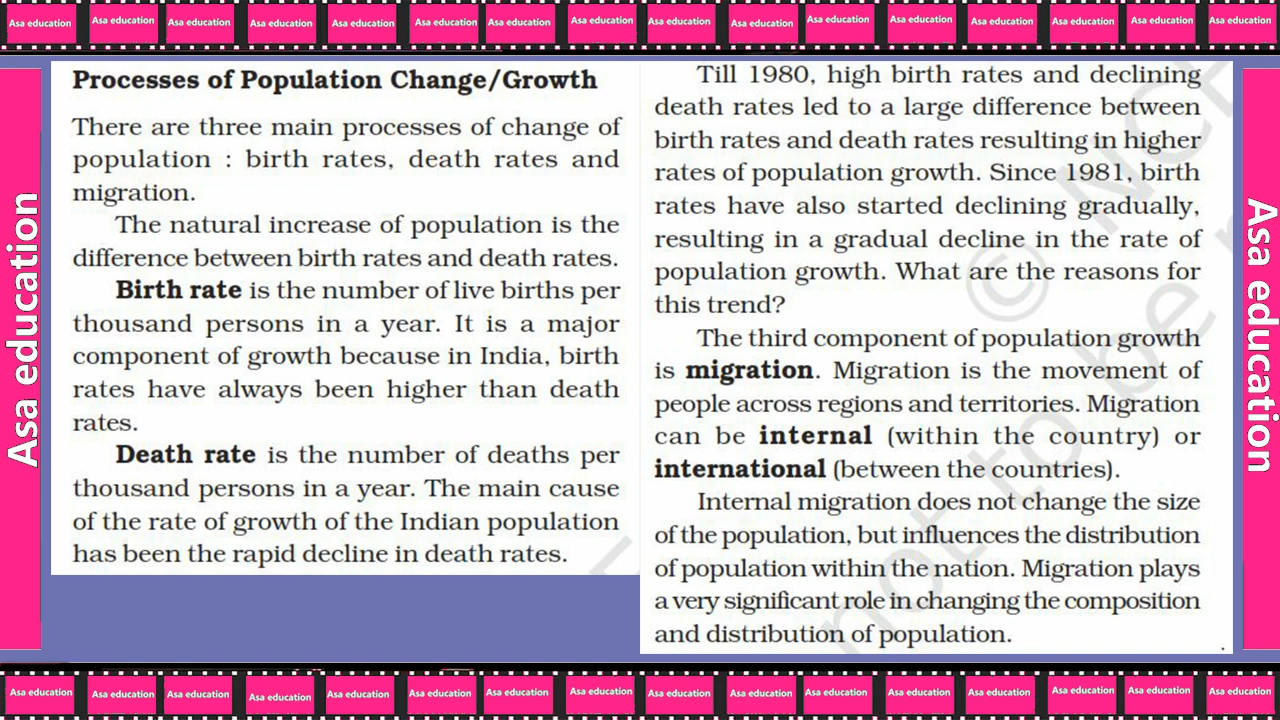 Asa education Asa education Asa education Asa education Asa education Asa education Asa education Asa education Asa education Asa education Asa education Asa education Asa education Asa education Asa education Asa education
Asa education
Processes of Population Change/Growth
There are three main processes of change of
population : birth rates, death rates and
migration.
The natural increase of population is the
difference between birth rates and death rates.
Birth rate is the number of live births per
thousand persons in a year. It is a major
component of growth because in India, birth
rates have always been higher than death
rates.
Death rate is the number of deaths per
thousand persons in a year. The main cause
of the rate of growth of the Indian population
has been the rapid decline in death rates.
Till 1980, high birth rates and declining
death rates led to a large difference between
birth rates and death rates resulting in higher
rates of population growth. Since 1981, birth
rates have also started declining gradually,
resulting in a gradual decline in the rate of
population growth. What are the reasons for
this trend?
The third component of population growth
is migration. Migration is the movement of
people across regions and territories. Migration
can be internal (within the country) or
international (between the countries).
Internal migration does not change the size
of the population, but influences the distribution
of population within the nation. Migration plays
a very significant role in changing the composition
and distribution of population.
© NCE
not to be
Asa education
Asa education Asa education Asa education Asa education Asa education Asa education Asa education Asa education Asa education Asa education Asa education Asa education Asa education Asa education Asa education Asa education